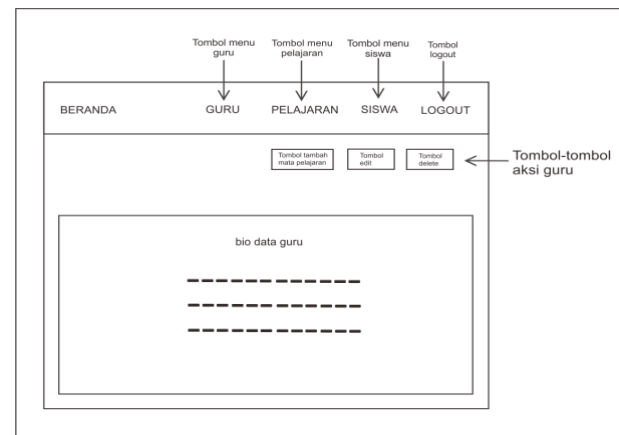 Tombol menu
guru
Tombol menu
pelajaran
Tombol menu
siswa
Tombol
logout
BERANDA GURU PELAJARAN SISWA LOGOUT
Tombol tambah
mata pelajaran
Tombol
edit
Tombol
delete
Tombol-tombol
aksi guru
bio data guru